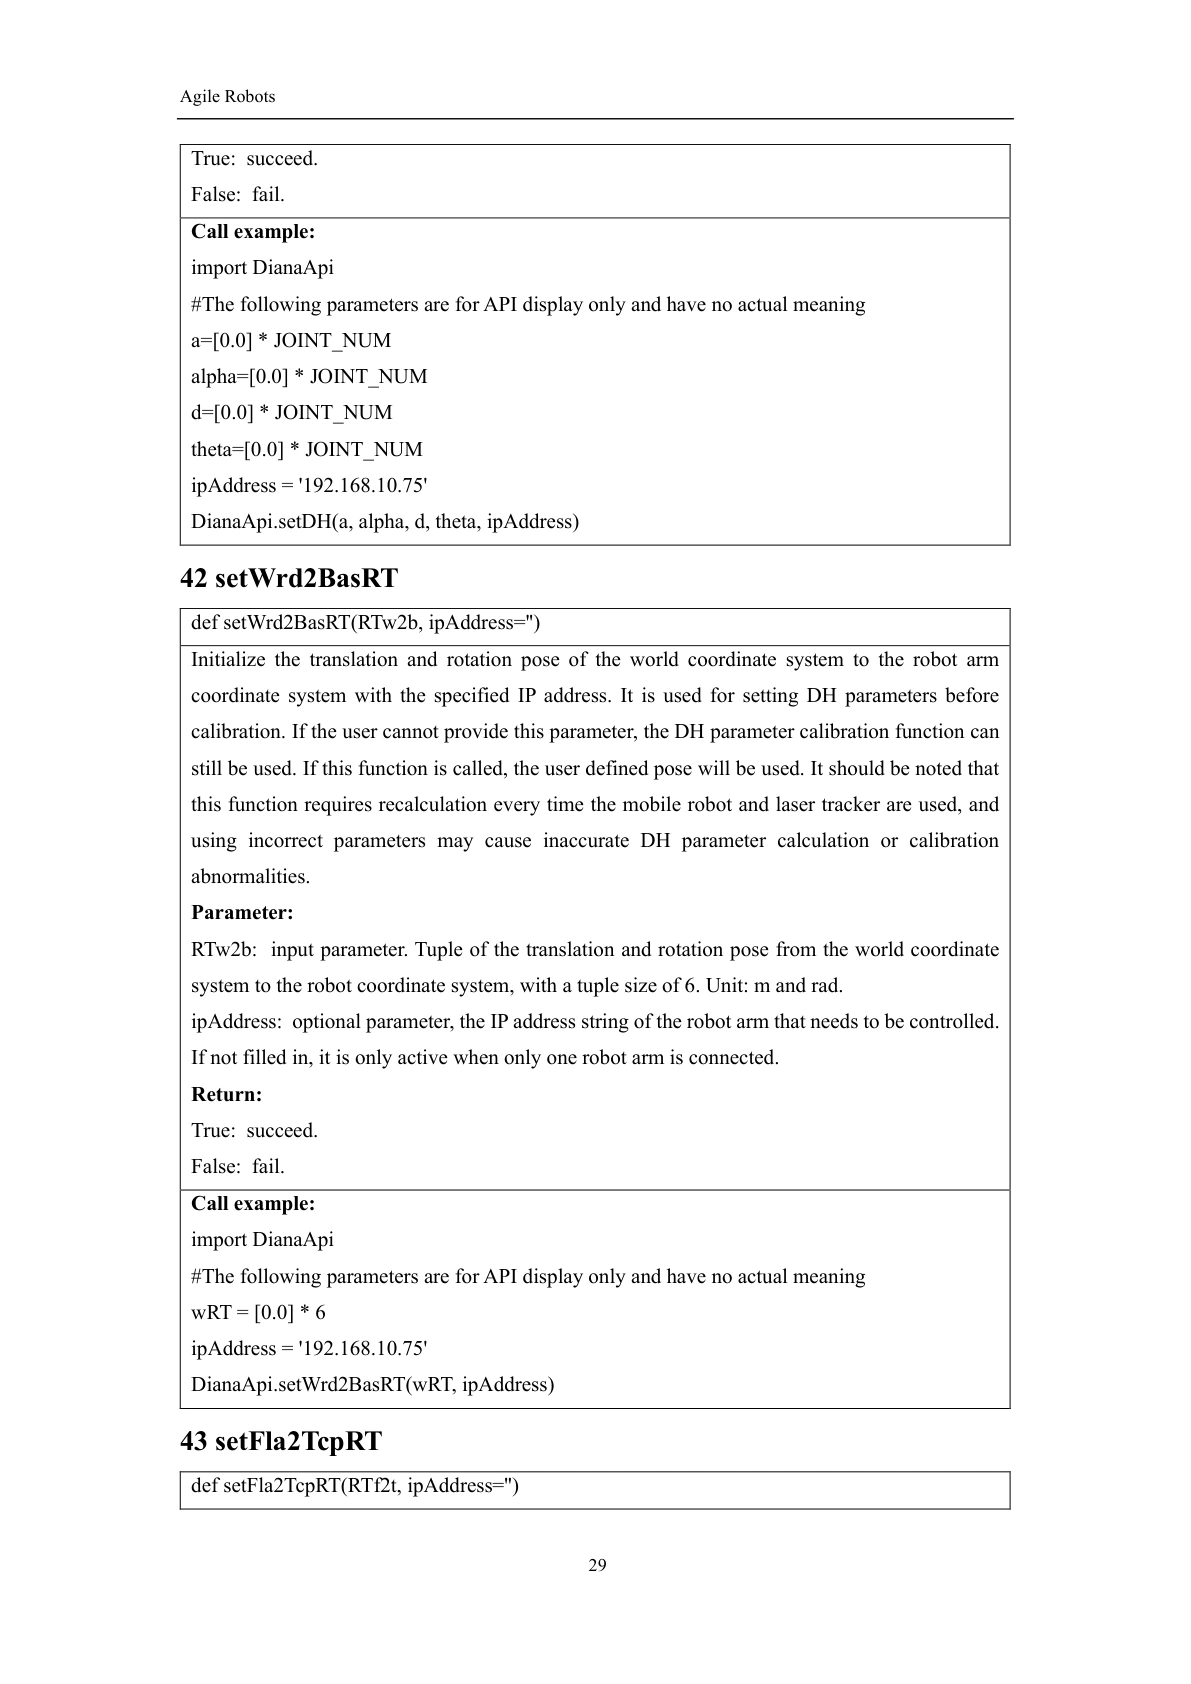 Agile Robots
True:  succeed.
False:  fail.
Call example:
import DianaApi
#The following parameters are for API display only and have no actual meaning
a=[0.0] * JOINT_NUM
alpha=[0.0] * JOINT_NUM
d=[0.0] * JOINT_NUM
theta=[0.0] * JOINT_NUM
ipAddress = '192.168.10.75'
DianaApi.setDH(a, alpha, d, theta, ipAddress)
42 setWrd2BasRT
def setWrd2BasRT(RTw2b, ipAddress='')
Initialize the translation and rotation pose of the world coordinate system to the robot arm
coordinate system with the specified IP address. It is used for setting DH parameters before
calibration. If the user cannot provide this parameter, the DH parameter calibration function can
still be used. If this function is called, the user defined pose will be used. It should be noted that
this function requires recalculation every time the mobile robot and laser tracker are used, and
using incorrect parameters may cause inaccurate DH parameter calculation or calibration
abnormalities.
Parameter:
RTw2b:  input parameter. Tuple of the translation and rotation pose from the world coordinate
system to the robot coordinate system, with a tuple size of 6. Unit: m and rad.
ipAddress:  optional parameter, the IP address string of the robot arm that needs to be controlled.
If not filled in, it is only active when only one robot arm is connected.
Return:
True:  succeed.
False:  fail.
Call example:
import DianaApi
#The following parameters are for API display only and have no actual meaning
wRT = [0.0] * 6
ipAddress = '192.168.10.75'
DianaApi.setWrd2BasRT(wRT, ipAddress)
43 setFla2TcpRT
def setFla2TcpRT(RTf2t, ipAddress='')
29